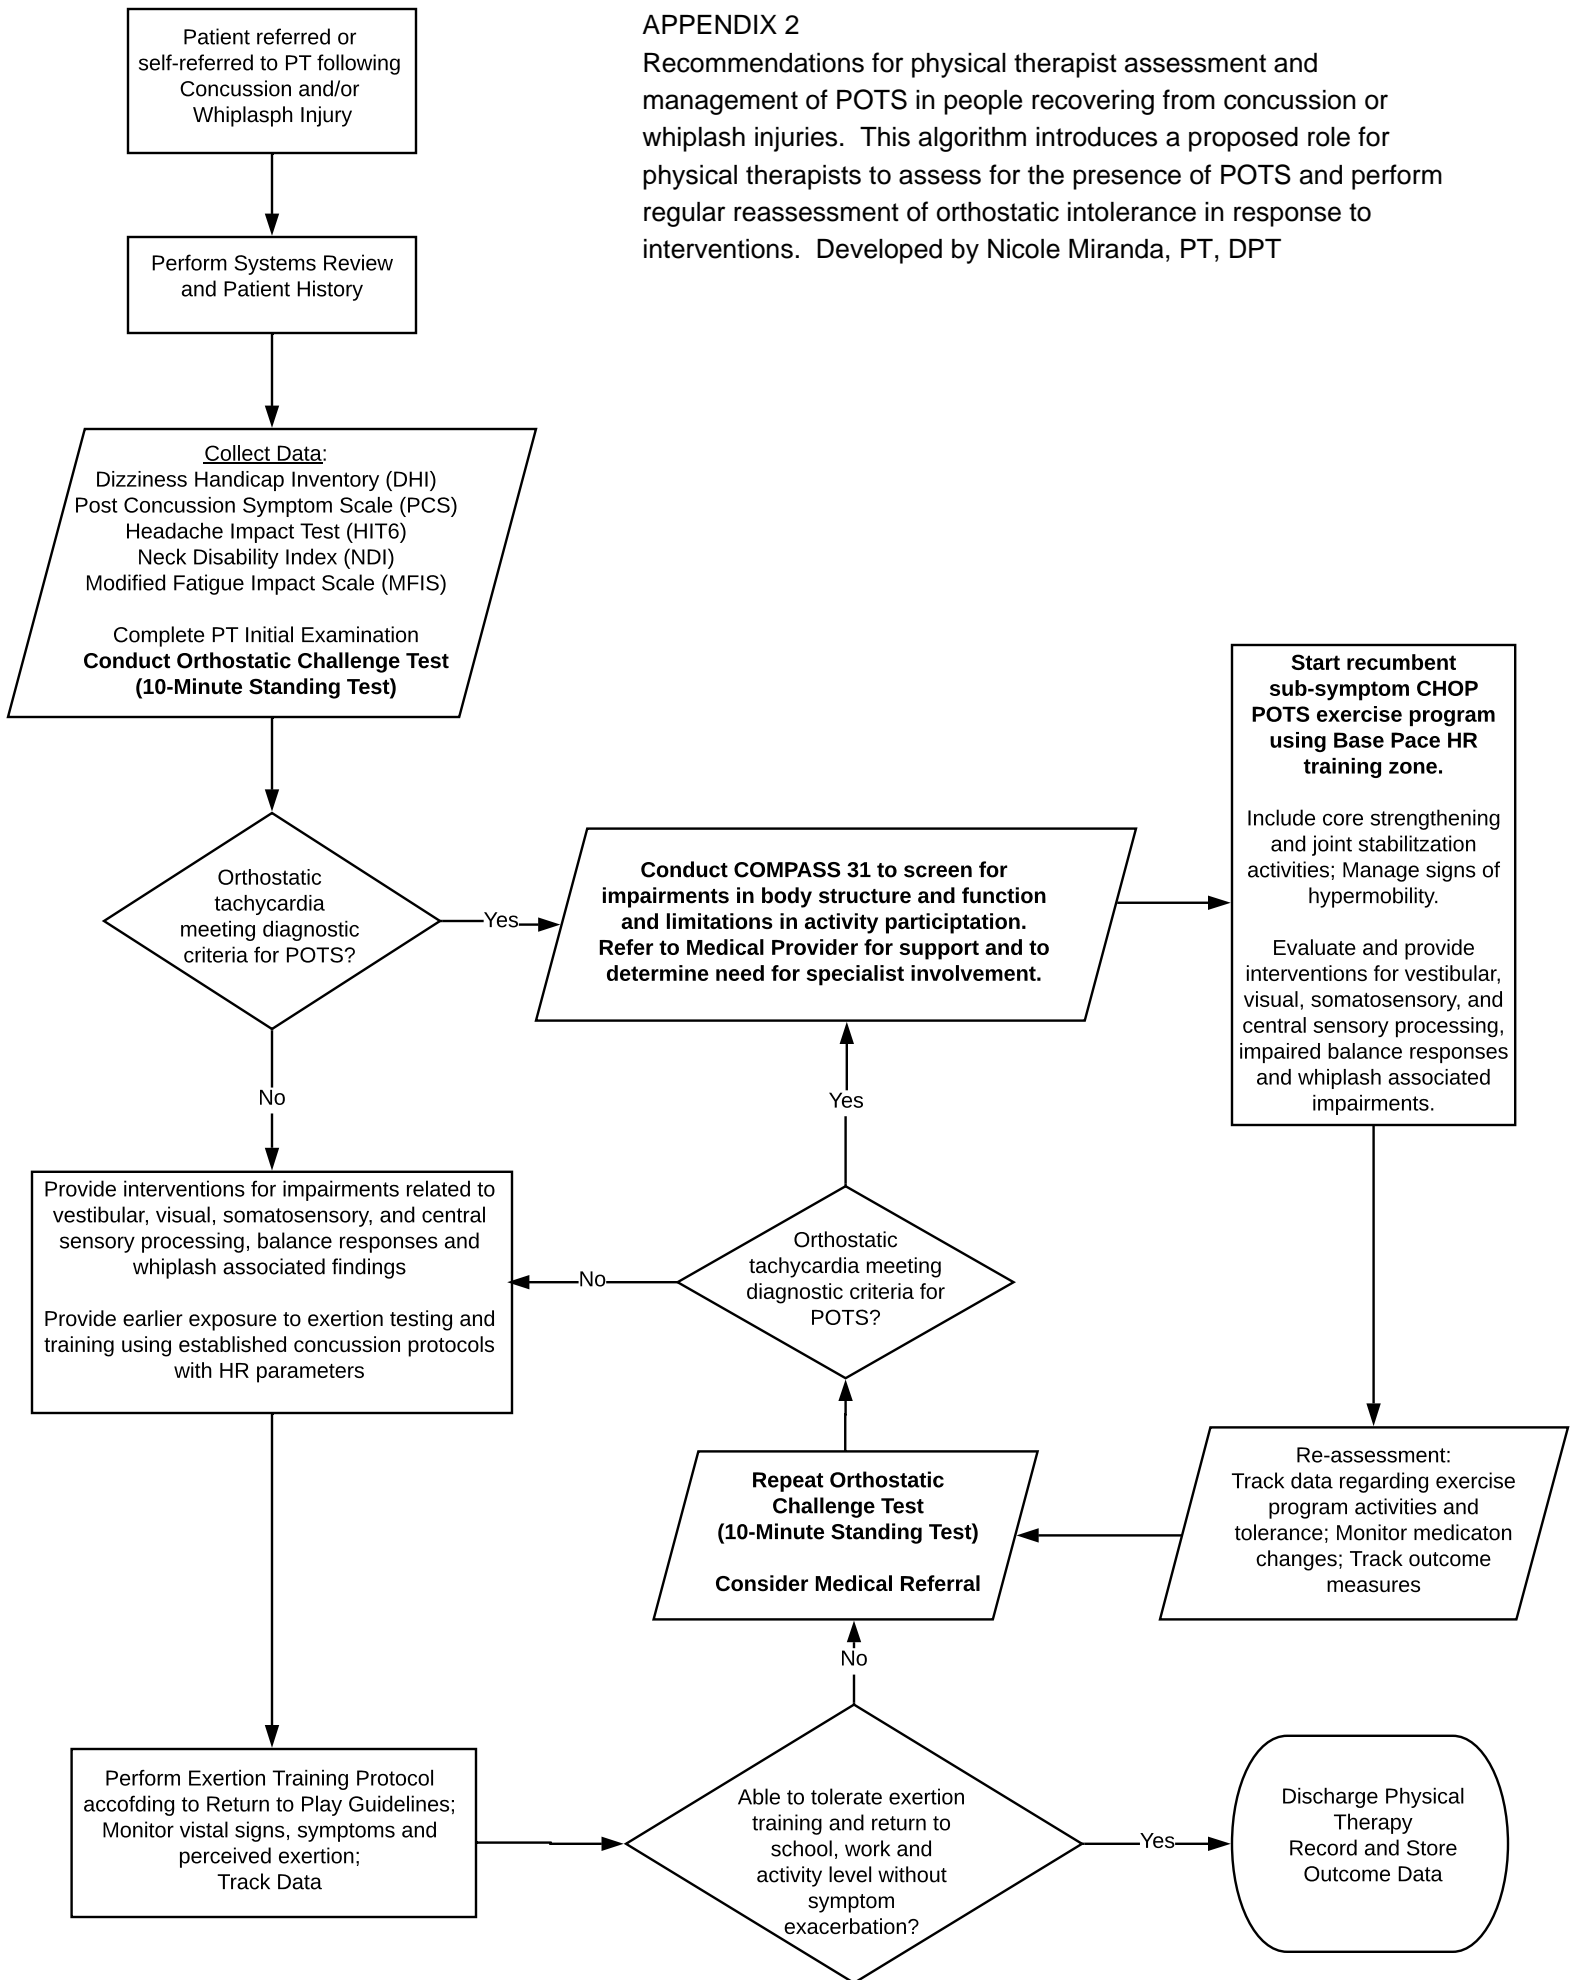 APPENDIX 2
Recommendations for physical therapist assessment and
management of POTS in people recovering from concussion or
whiplash injuries.  This algorithm introduces a proposed role for
physical therapists to assess for the presence of POTS and perform
regular reassessment of orthostatic intolerance in response to
interventions.  Developed by Nicole Miranda, PT, DPT
Patient referred or
self-referred to PT following
Concussion and/or
Whiplasph Injury
Perform Systems Review
and Patient History
Collect Data:
Dizziness Handicap Inventory (DHI)
Post Concussion Symptom Scale (PCS)
Headache Impact Test (HIT6)
Neck Disability Index (NDI)
Modified Fatigue Impact Scale (MFIS)
Complete PT Initial Examination
Conduct Orthostatic Challenge Test
(10-Minute Standing Test)
Orthostatic
tachycardia
meeting diagnostic
criteria for POTS?
Yes
No
Conduct COMPASS 31 to screen for
impairments in body structure and function
and limitations in activity participtation.
Refer to Medical Provider for support and to
determine need for specialist involvement.
Start recumbent
sub-symptom CHOP
POTS exercise program
using Base Pace HR
training zone.
Include core strengthening
and joint stabilitzation
activities; Manage signs of
hypermobility.
Evaluate and provide
interventions for vestibular,
visual, somatosensory, and
central sensory processing,
impaired balance responses
and whiplash associated
impairments.
Provide interventions for impairments related to
vestibular, visual, somatosensory, and central
sensory processing, balance responses and
whiplash associated findings
Provide earlier exposure to exertion testing and
training using established concussion protocols
with HR parameters
Yes
No
Orthostatic
tachycardia meeting
diagnostic criteria for
POTS?
Repeat Orthostatic
Challenge Test
(10-Minute Standing Test)
Consider Medical Referral
Re-assessment:
Track data regarding exercise
program activities and
tolerance; Monitor medicaton
changes; Track outcome
measures
No
Perform Exertion Training Protocol
accofding to Return to Play Guidelines;
Monitor vistal signs, symptoms and
perceived exertion;
Track Data
Able to tolerate exertion
training and return to
school, work and
activity level without
symptom
exacerbation?
Yes
Discharge Physical
Therapy
Record and Store
Outcome Data